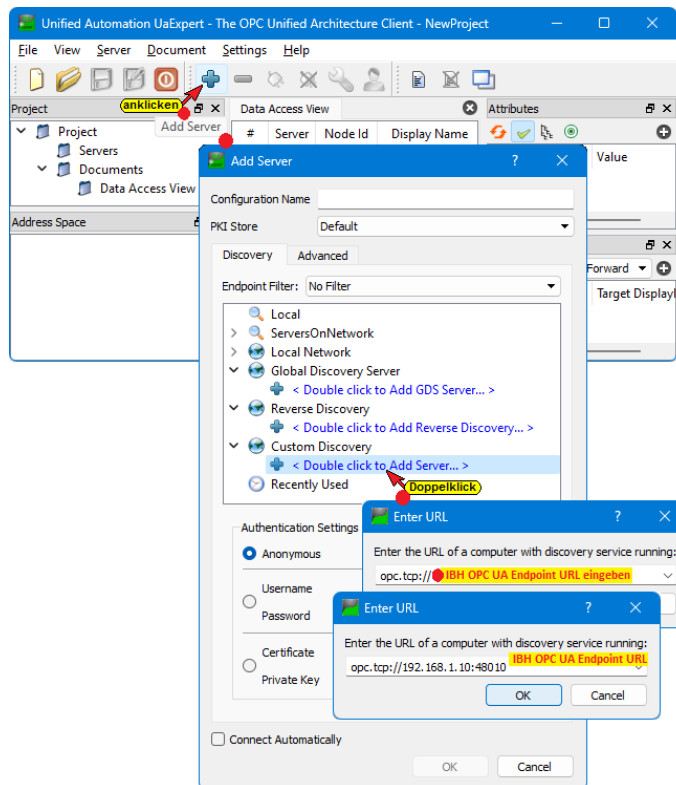 Unified Automation UaExpert - The OPC Unified Architecture Client - NewProject
File View Server Document Settings Help
Project
anklicken
Add Server
Data Access View
Attributes
# Server Node Id Display Name
Value
Project
Servers
Documents
Data Access View
Address Space
Forward
Target Displayl
Add Server
Configuration Name
PKI Store Default
Discovery Advanced
Endpoint Filter: No Filter
Local
ServersOnNetwork
Local Network
Global Discovery Server
< Double click to Add GDS Server... >
Reverse Discovery
< Double click to Add Reverse Discovery... >
Custom Discovery
< Double click to Add Server... >
Doppelklick
Recently Used
Authentication Settings
Anonymous
Username
Password
Certificate
Private Key
Connect Automatically
OK Cancel
Enter URL
Enter the URL of a computer with discovery service running:
opc.tcp:// IBH OPC UA Endpoint URL eingeben
Enter URL
Enter the URL of a computer with discovery service running:
IBH OPC UA Endpoint URL
opc.tcp://192.168.1.10:48010
OK Cancel